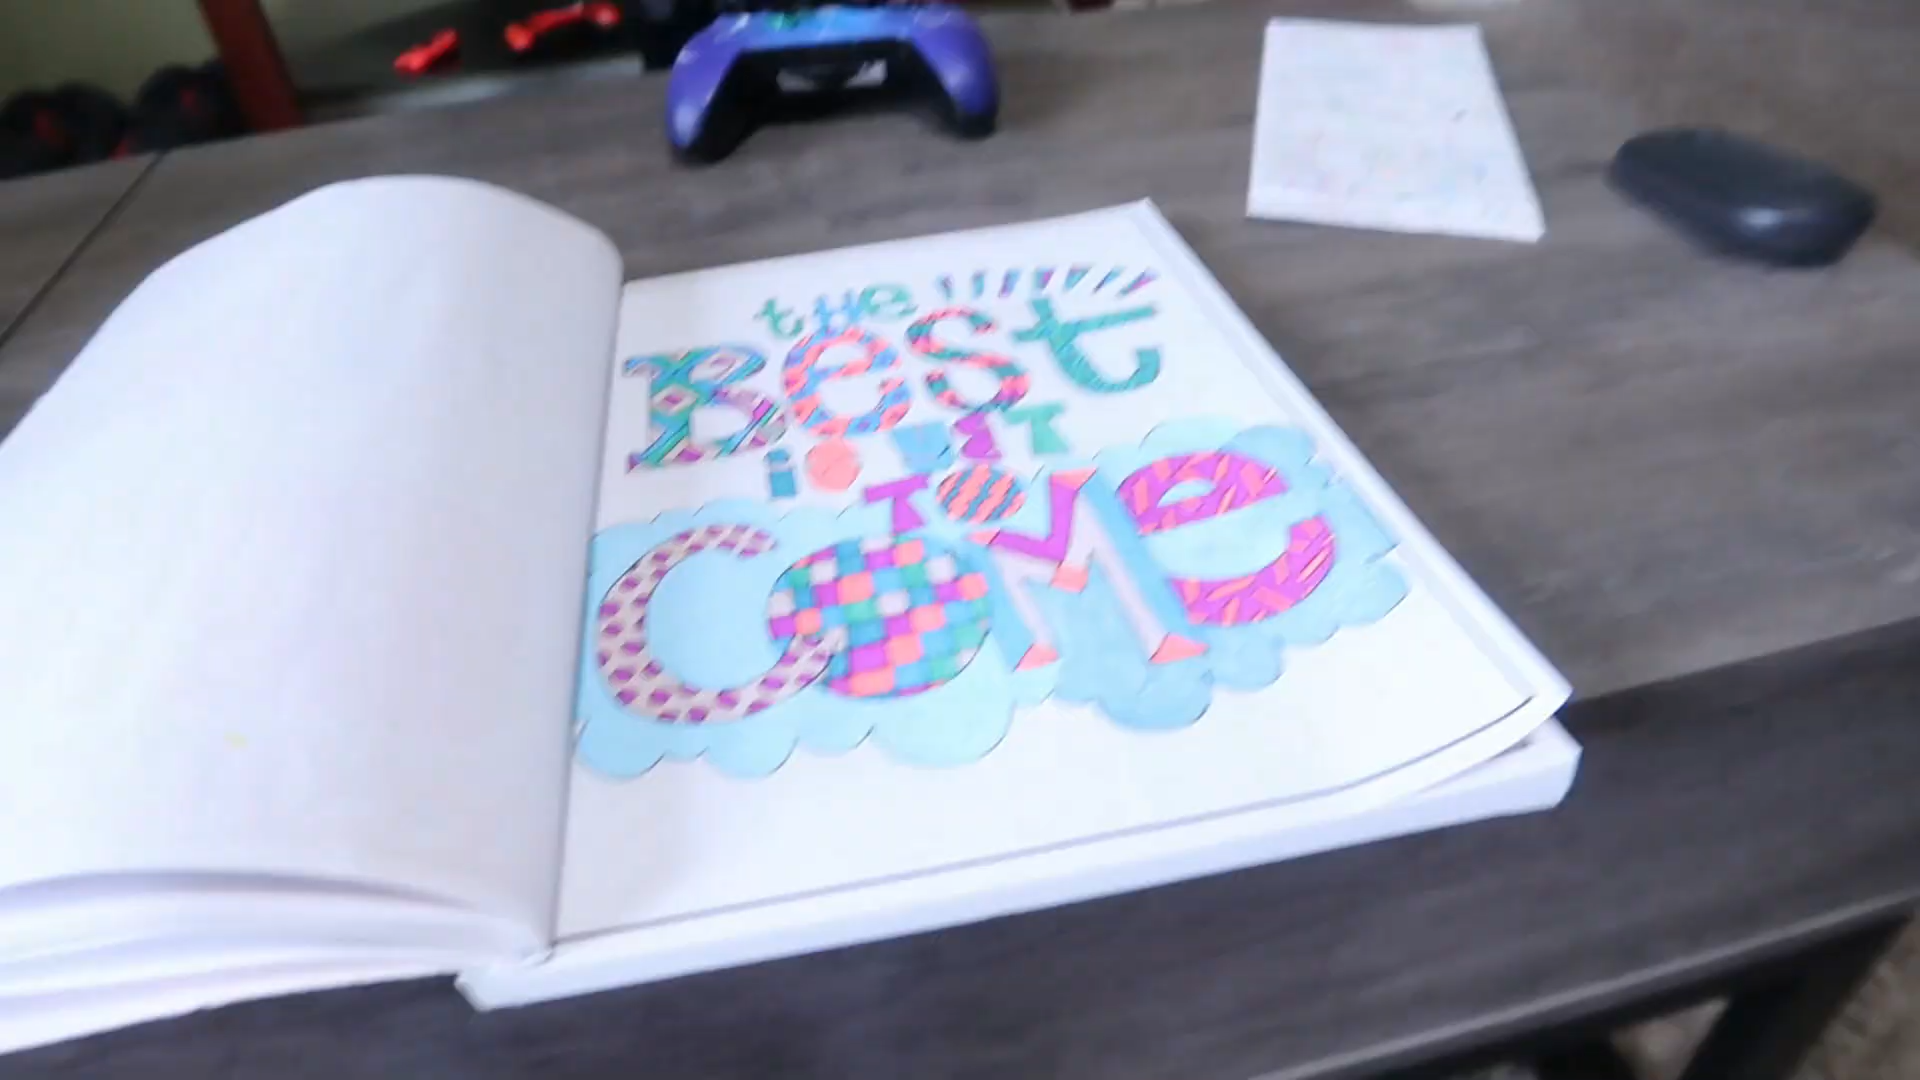 the
Best
is YET
TO
COMe